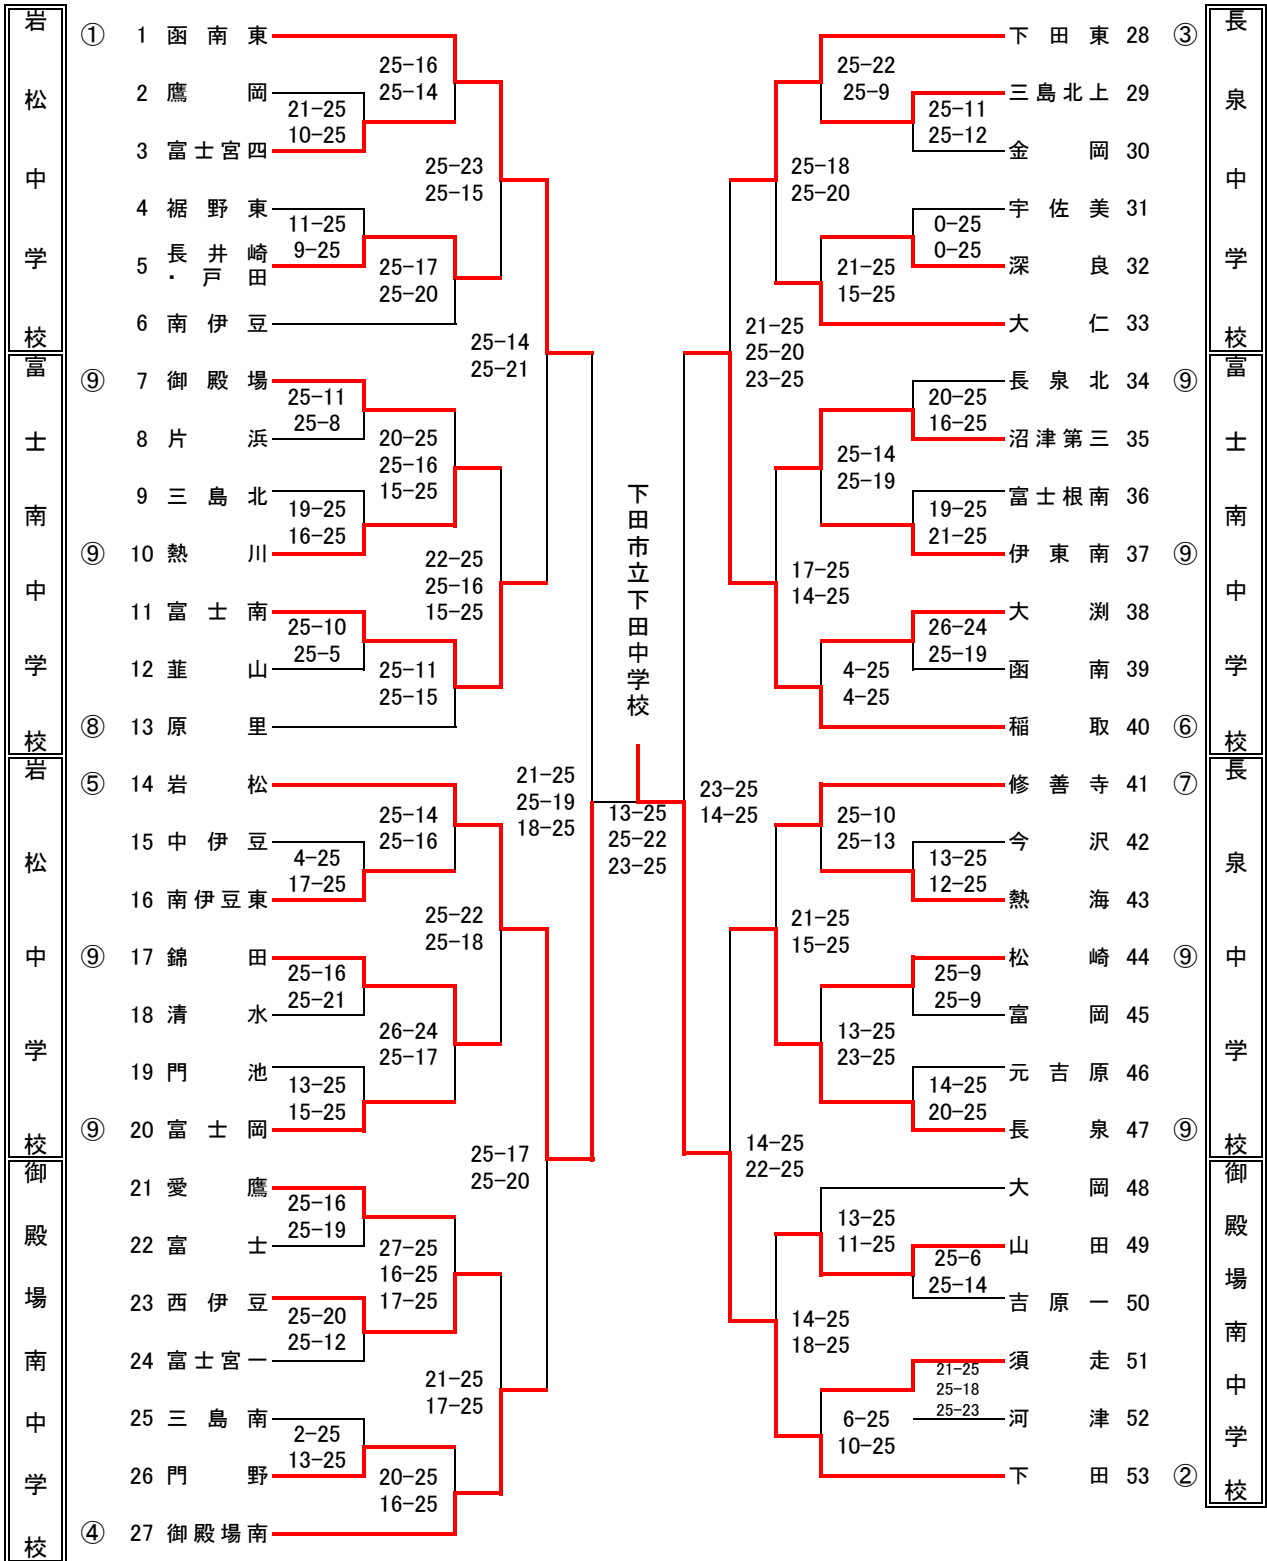 岩松中学校
① 1 函南東
25-16
25-14
2 鷹岡
21-25
10-25
3 富士宮四
25-23
25-15
4 裾野東
11-25
9-25
5 長井崎・戸田
25-17
25-20
6 南伊豆
25-14
25-21
富士南中学校
⑨ 7 御殿場
25-11
25-8
8 片浜
20-25
25-16
15-25
9 三島北
19-25
16-25
⑨ 10 熱川
22-25
25-16
15-25
11 富士南
25-10
25-5
12 韮山
25-11
25-15
⑧ 13 原里
21-25
25-19
18-25
岩松中学校
⑤ 14 岩松
25-14
25-16
15 中伊豆
4-25
17-25
16 南伊豆東
25-22
25-18
⑨ 17 錦田
25-16
25-21
18 清水
26-24
25-17
19 門池
13-25
15-25
⑨ 20 富士岡
25-17
25-20
御殿場南中学校
21 愛鷹
25-16
25-19
22 富士
27-25
16-25
17-25
23 西伊豆
25-20
25-12
24 富士宮一
21-25
17-25
25 三島南
2-25
13-25
26 門野
20-25
16-25
④ 27 御殿場南
下田市立下田中学校
13-25
25-22
23-25
長泉中学校
下田東 28 ③
25-22
25-9
三島北上 29
25-11
25-12
金岡 30
25-18
25-20
宇佐美 31
0-25
0-25
深良 32
21-25
15-25
大仁 33
21-25
25-20
23-25
富士南中学校
長泉北 34 ⑨
20-25
16-25
沼津第三 35
25-14
25-19
富士根南 36
19-25
21-25
伊東南 37 ⑨
17-25
14-25
大渕 38
26-24
25-19
函南 39
4-25
4-25
稲取 40 ⑥
23-25
14-25
長泉中学校
修善寺 41 ⑦
25-10
25-13
今沢 42
13-25
12-25
熱海 43
21-25
15-25
松崎 44 ⑨
25-9
25-9
富岡 45
13-25
23-25
元吉原 46
14-25
20-25
長泉 47 ⑨
14-25
22-25
御殿場南中学校
大岡 48
13-25
11-25
山田 49
25-6
25-14
吉原一 50
14-25
18-25
須走 51
21-25
25-18
25-23
河津 52
6-25
10-25
下田 53 ②